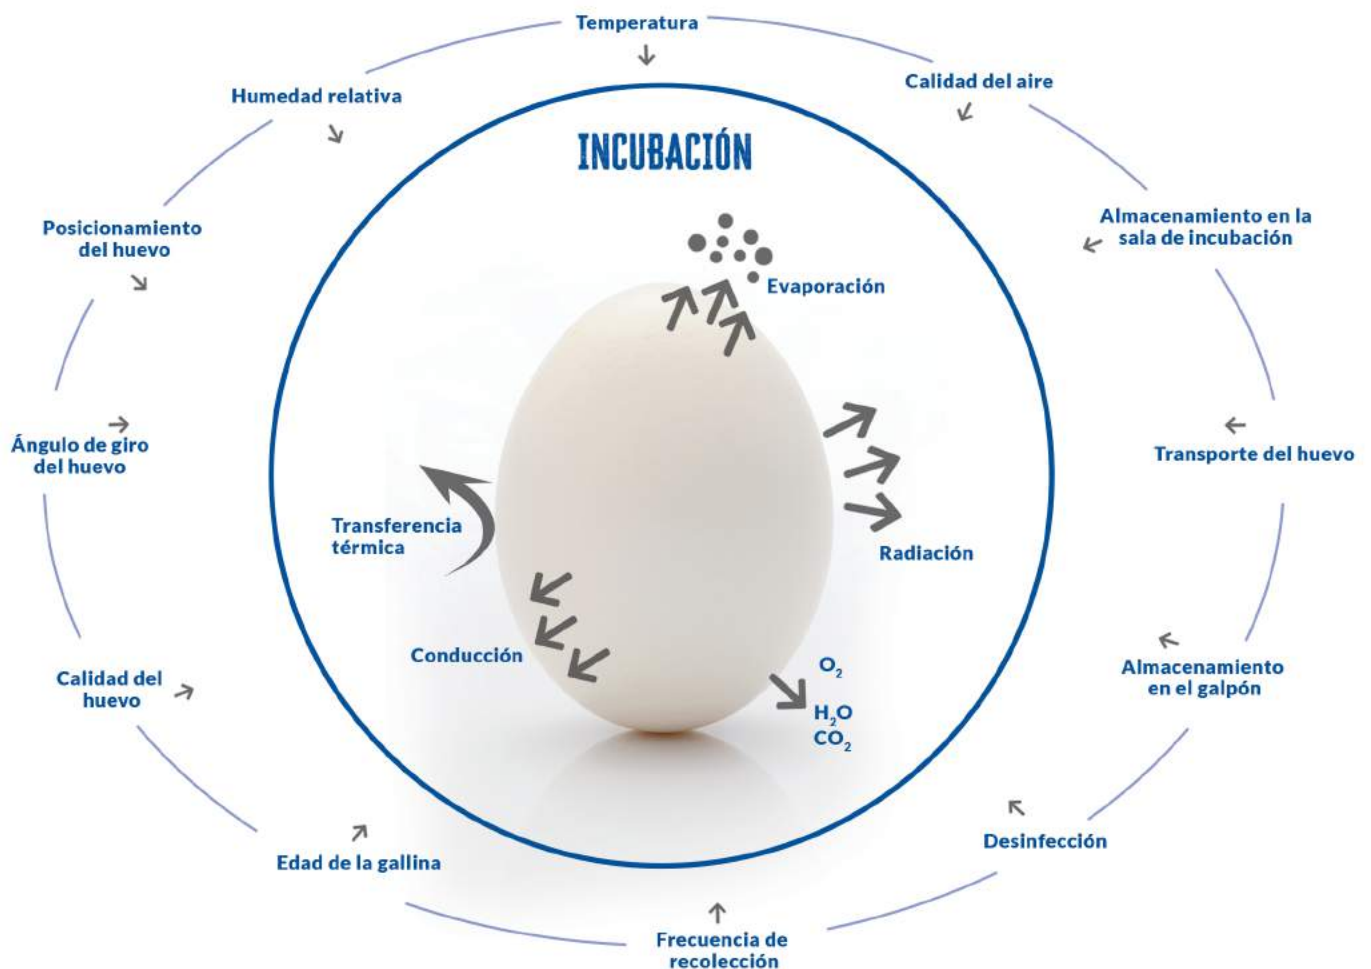 Temperatura
Calidad del aire
Humedad relativa
INCUBACIÓN
Posicionamiento
del huevo
Almacenamiento en la
sala de incubación
Evaporación
Ángulo de giro
del huevo
Transporte del huevo
Transferencia
térmica
Radiación
Conducción
O₂
H₂O
CO₂
Calidad del
huevo
Almacenamiento
en el galpón
Edad de la gallina
Desinfección
Frecuencia de
recolección